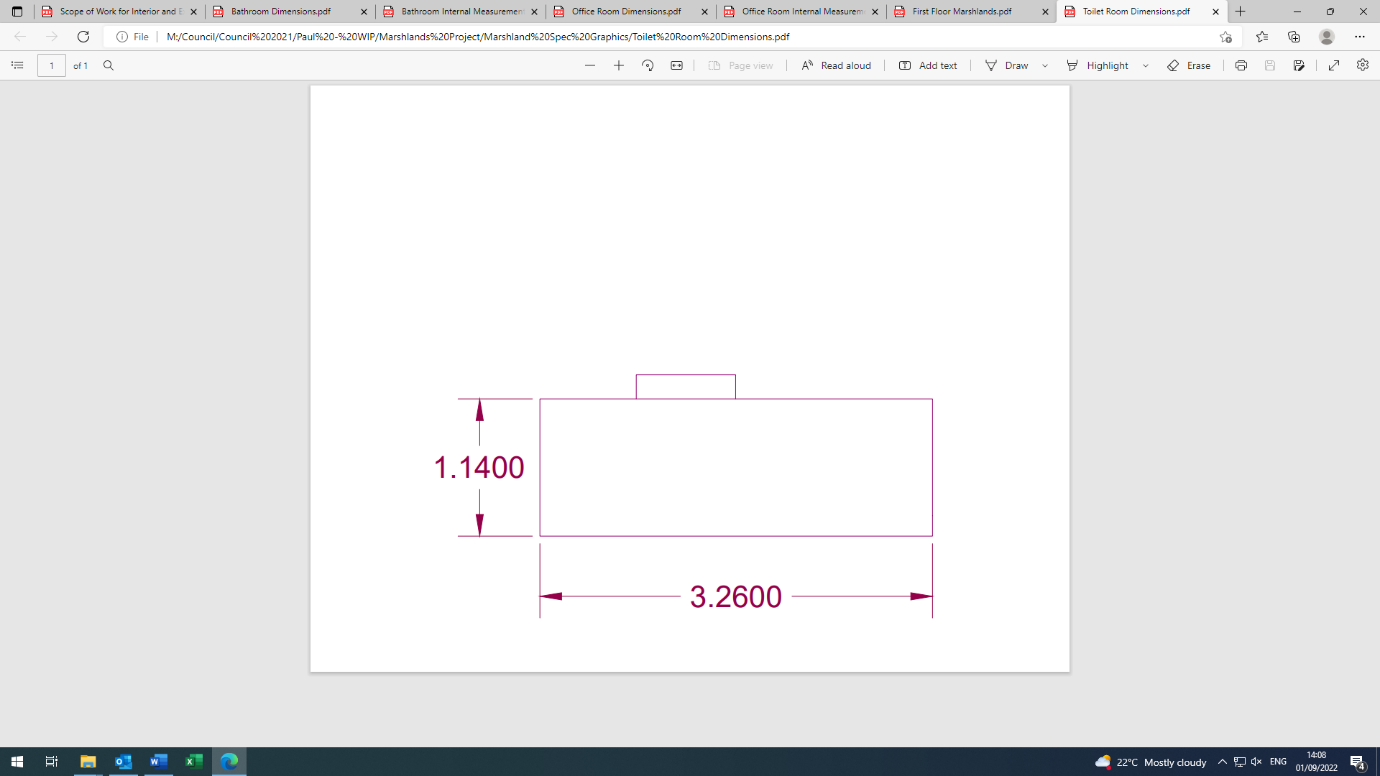 Scope of Work for Interior and E
Bathroom Dimensions.pdf
Bathroom Internal Measurement
Office Room Dimensions.pdf
Office Room Internal Measurem
First Floor Marshlands.pdf
Toilet Room Dimensions.pdf
File
M:/Council/Council%202021/Paul%20-%20WIP/Marshlands%20Project/Marshland%20Spec%20Graphics/Toilet%20Room%20Dimensions.pdf
1 of 1
Page view
Read aloud
Add text
Draw
Highlight
Erase
1.1400
3.2600
22°C Mostly cloudy
ENG
14:08
01/09/2022
4